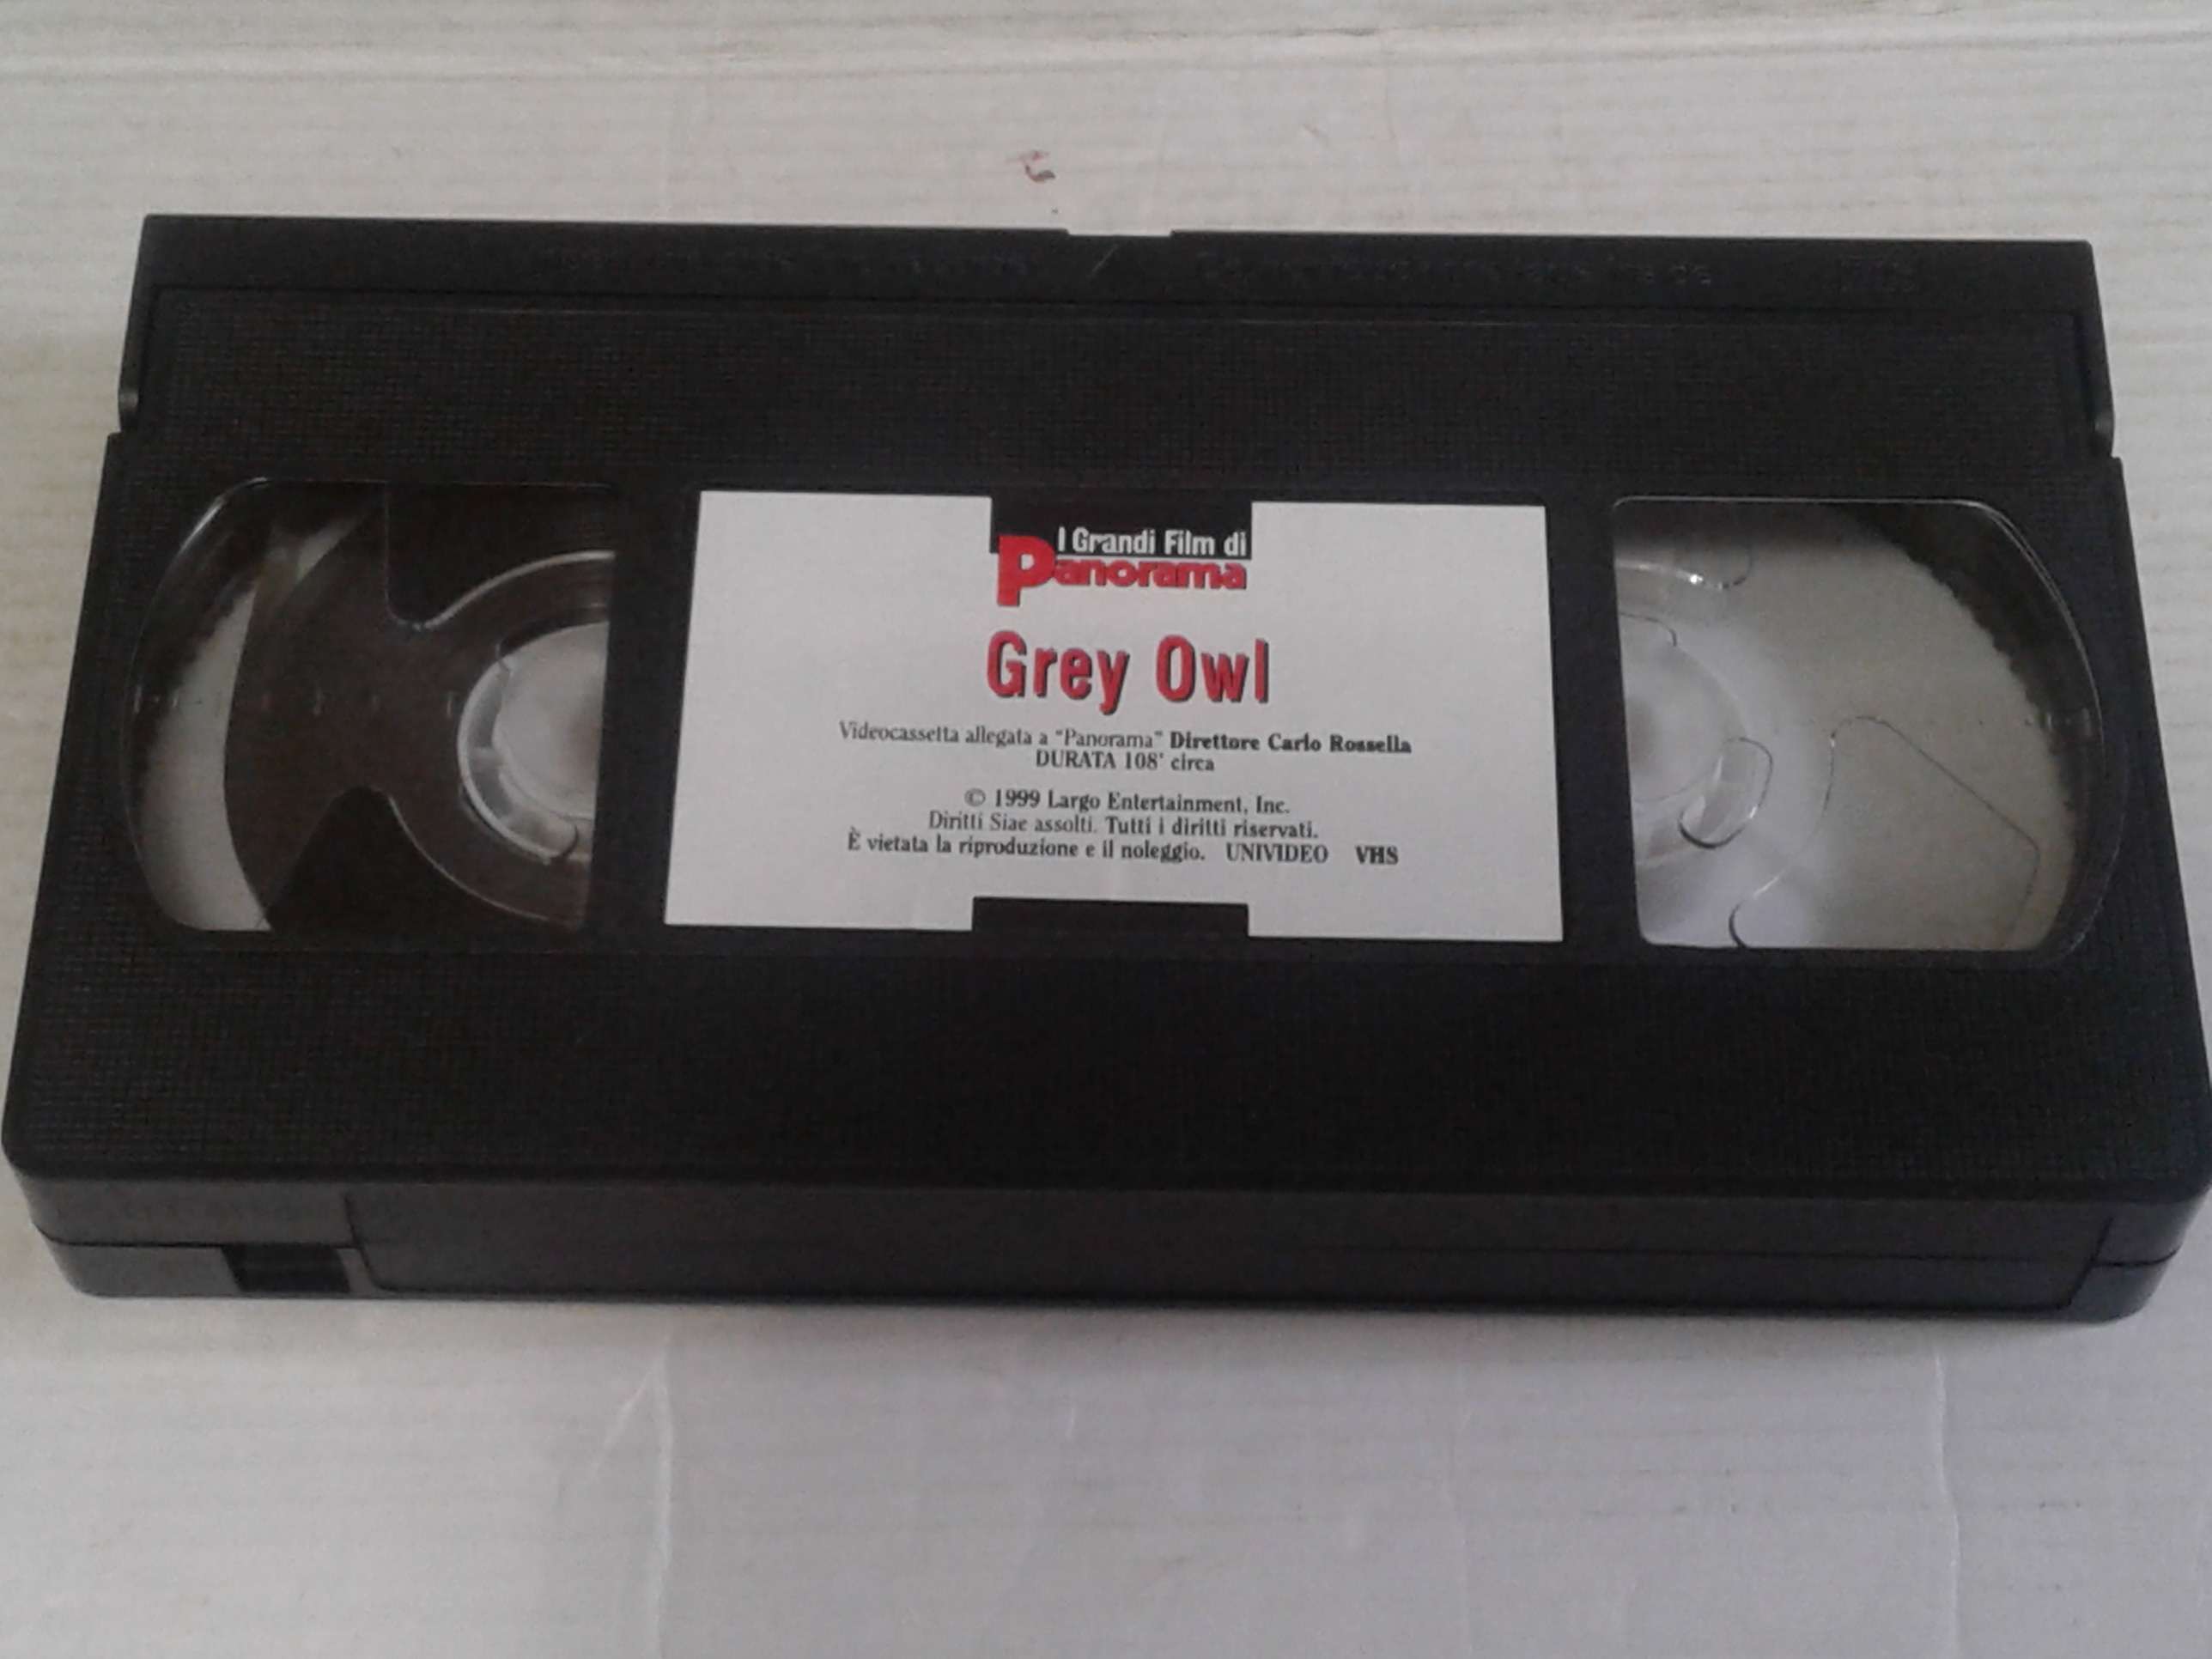 I Grandi Film di
Panorama
Grey Owl
Videocassetta allegata a "Panorama" Direttore Carlo Rossella
DURATA 108' circa
© 1999 Largo Entertainment, Inc.
Diritti Siae assolti. Tutti i diritti riservati.
È vietata la riproduzione e il noleggio. UNIVIDEO VHS